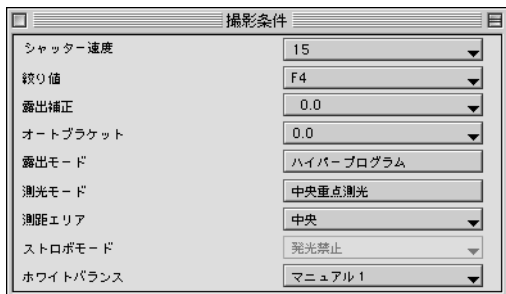 撮影条件
シャッター速度 15
絞り値 F4
露出補正 0.0
オートブラケット 0.0
露出モード ハイパープログラム
測光モード 中央重点測光
測距エリア 中央
ストロボモード 発光禁止
ホワイトバランス マニュアル1